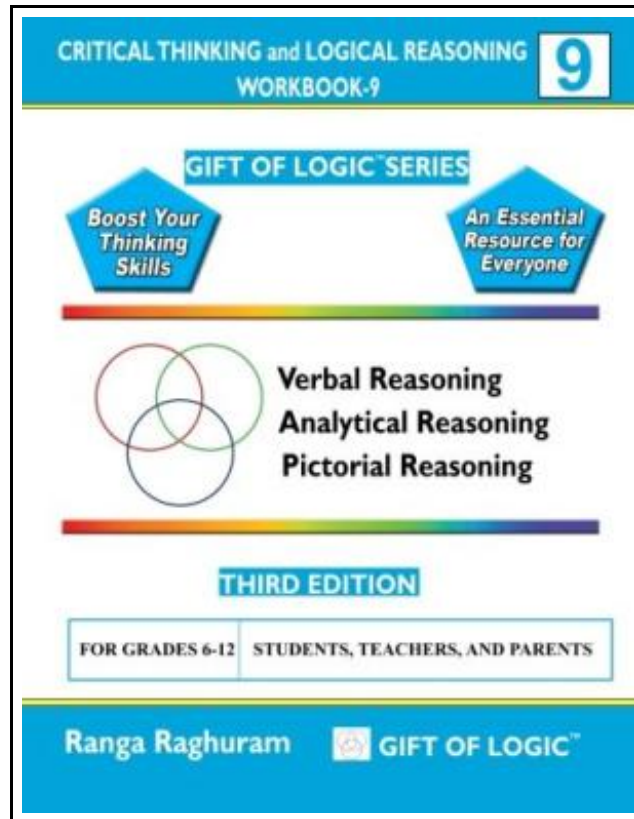 CRITICAL THINKING and LOGICAL REASONING
WORKBOOK-9
9
GIFT OF LOGIC™ SERIES
Boost Your
Thinking
Skills
An Essential
Resource for
Everyone
Verbal Reasoning
Analytical Reasoning
Pictorial Reasoning
THIRD EDITION
FOR GRADES 6-12
STUDENTS, TEACHERS, AND PARENTS
Ranga Raghuram
GIFT OF LOGIC™